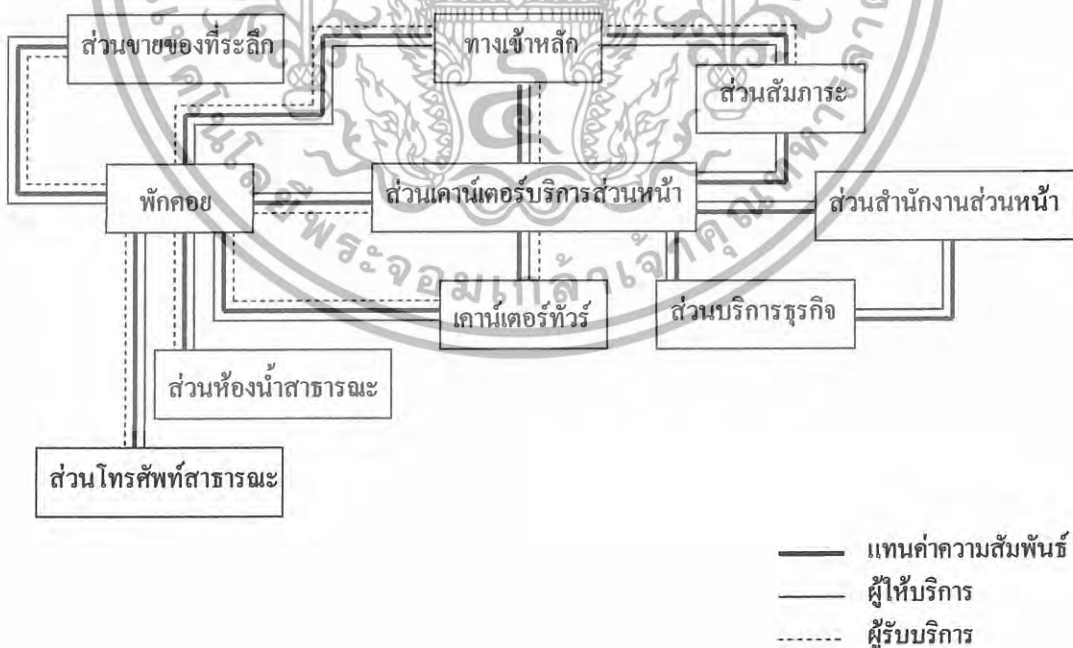 ส่วนขายของที่ระลึก
ทางเข้าหลัก
ส่วนสัมภาระ
พักคอย
ส่วนเคาน์เตอร์บริการส่วนหน้า
ส่วนสำนักงานส่วนหน้า
เคาน์เตอร์ทัวร์
ส่วนบริการธุรกิจ
ส่วนห้องน้ำสาธารณะ
ส่วนโทรศัพท์สาธารณะ
แทนค่าความสัมพันธ์
ผู้ให้บริการ
ผู้รับบริการ